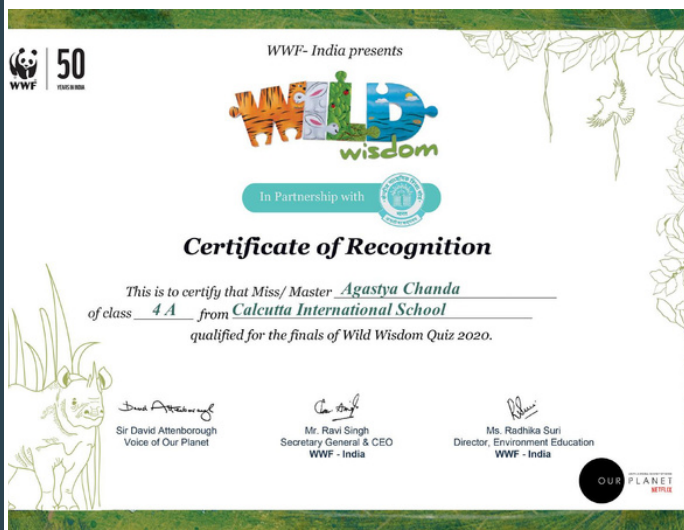 WWF- India presents
WWF
50
YEARS IN INDIA
WILD
wisdom
In Partnership with
Certificate of Recognition
This is to certify that Miss/ Master Agastya Chanda
of class 4 A from Calcutta International School
qualified for the finals of Wild Wisdom Quiz 2020.
David Attenborough
Sir David Attenborough
Voice of Our Planet
Mr. Ravi Singh
Secretary General & CEO
WWF - India
Ms. Radhika Suri
Director, Environment Education
WWF - India
OUR PLANET
NETFLIX